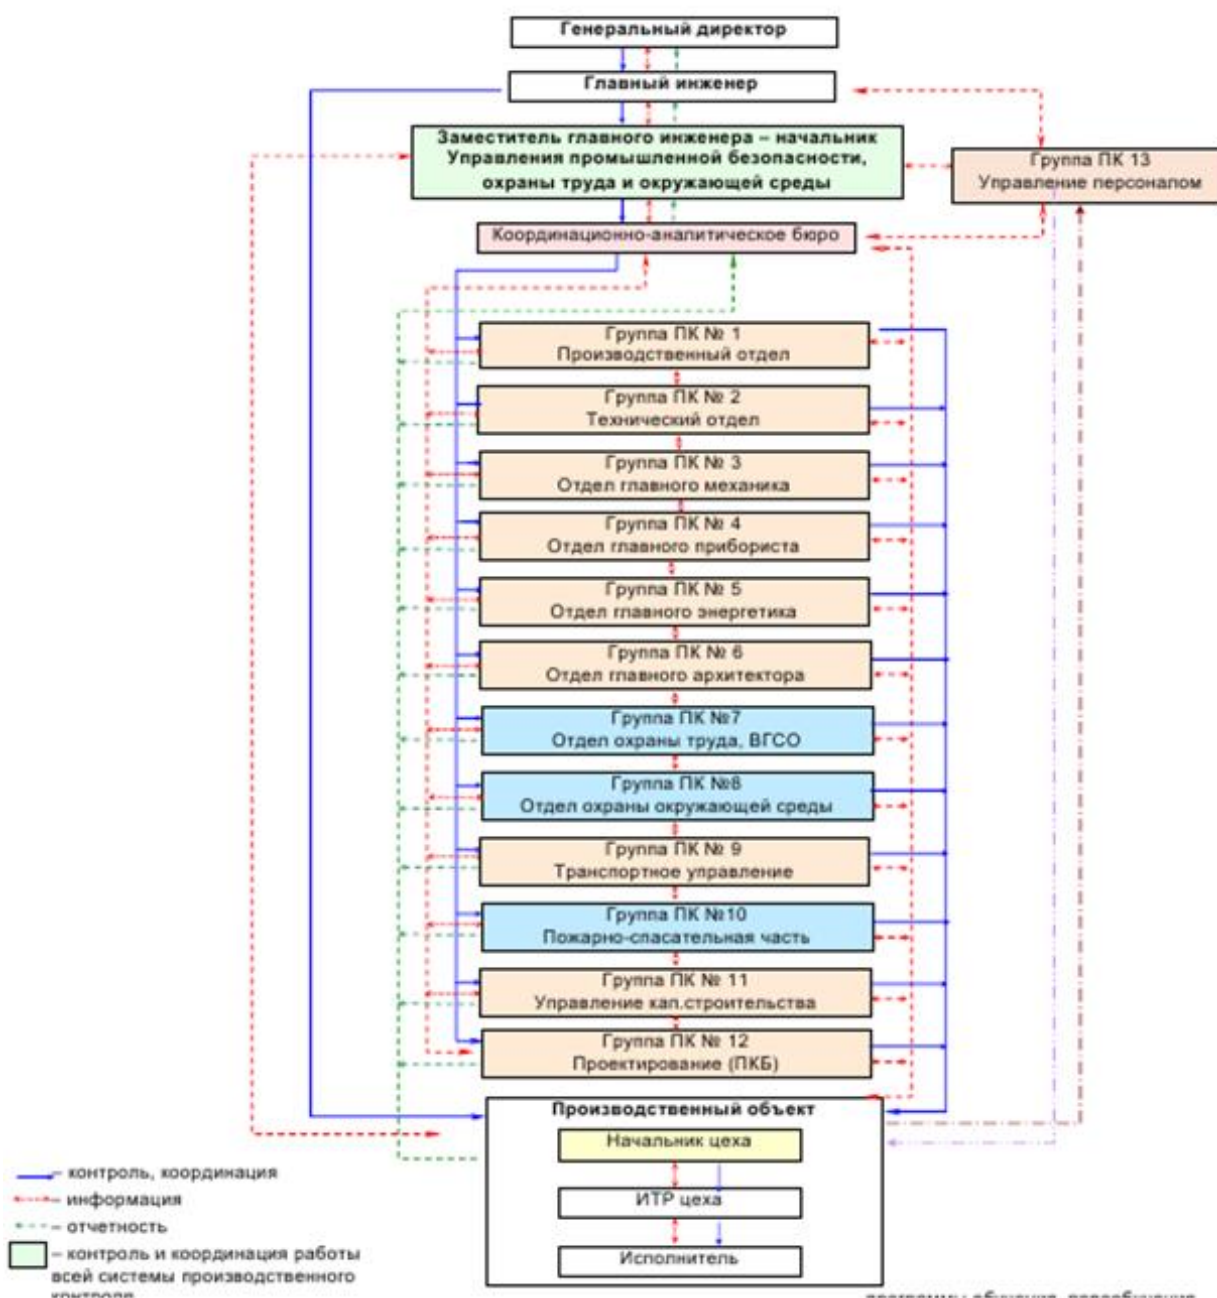 Генеральный директор
Главный инженер
Заместитель главного инженера – начальник
Управления промышленной безопасности,
охраны труда и окружающей среды
Группа ПК 13
Управление персоналом
Координационно-аналитическое бюро
Группа ПК № 1
Производственный отдел
Группа ПК № 2
Технический отдел
Группа ПК № 3
Отдел главного механика
Группа ПК № 4
Отдел главного прибориста
Группа ПК № 5
Отдел главного энергетика
Группа ПК № 6
Отдел главного архитектора
Группа ПК №7
Отдел охраны труда, ВГСО
Группа ПК №8
Отдел охраны окружающей среды
Группа ПК № 9
Транспортное управление
Группа ПК №10
Пожарно-спасательная часть
Группа ПК № 11
Управление кап.строительства
Группа ПК № 12
Проектирование (ПКБ)
Производственный объект
Начальник цеха
ИТР цеха
Исполнитель
– контроль, координация
– информация
– отчетность
– контроль и координация работы
всей системы производственного